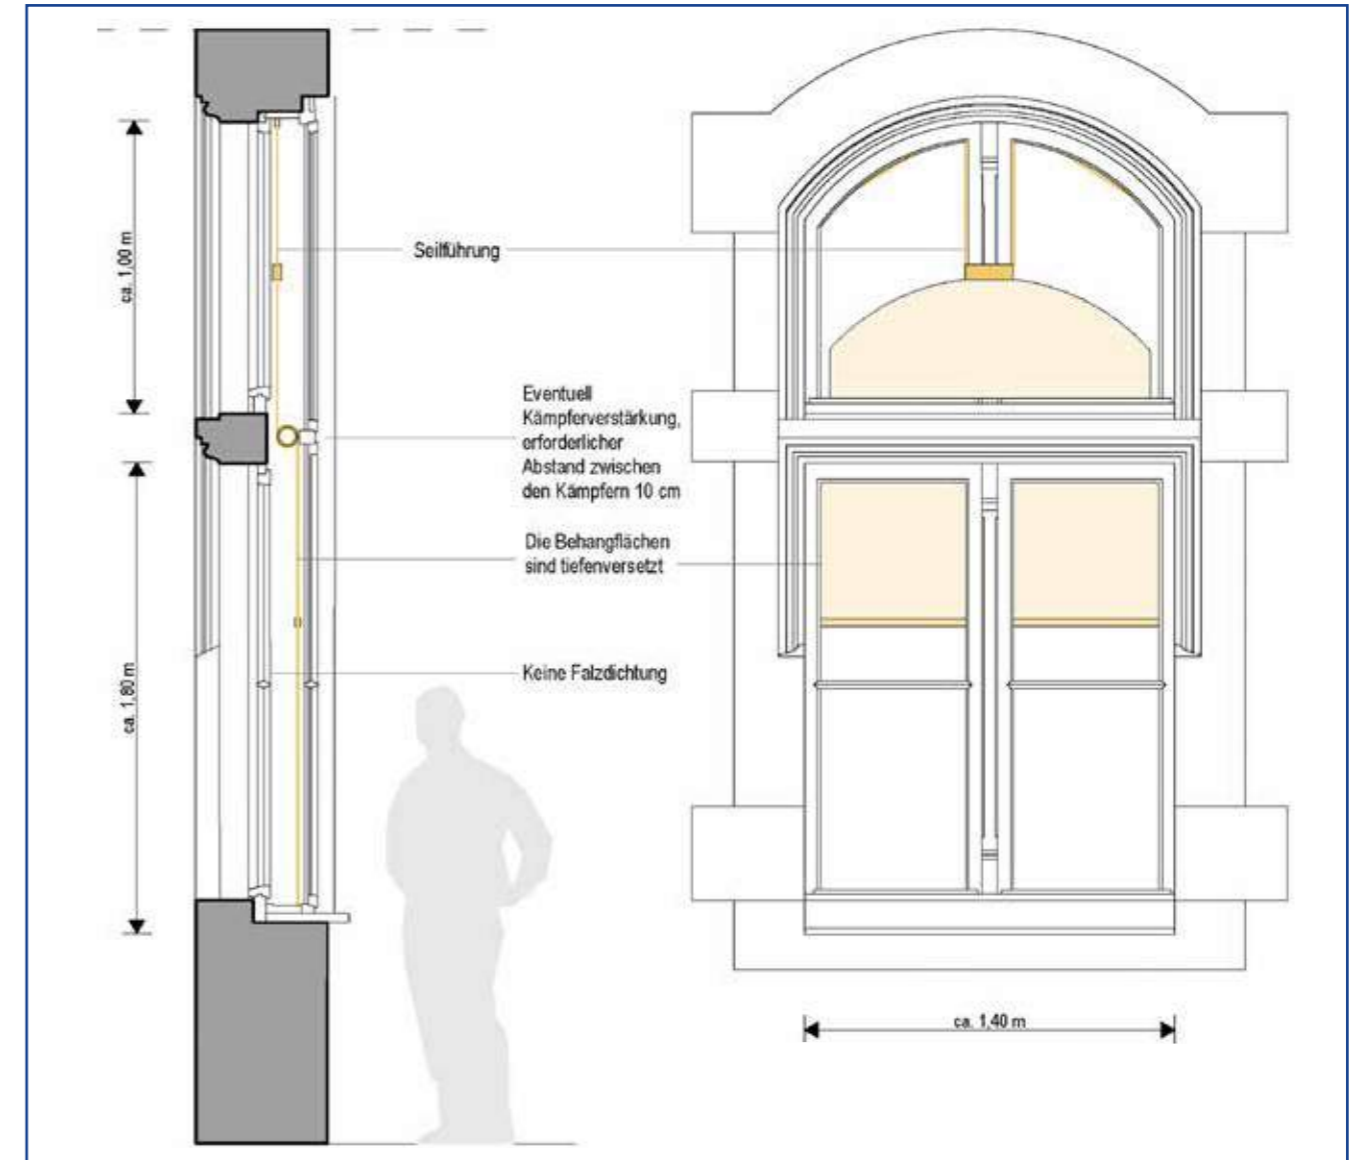 ca. 1,00 m
Seilführung
Eventuell
Kämpferverstärkung,
erforderlicher
Abstand zwischen
den Kämpfern 10 cm
Die Behangflächen
sind tiefenversetzt
Keine Falzdichtung
ca. 1,80 m
ca. 1,40 m